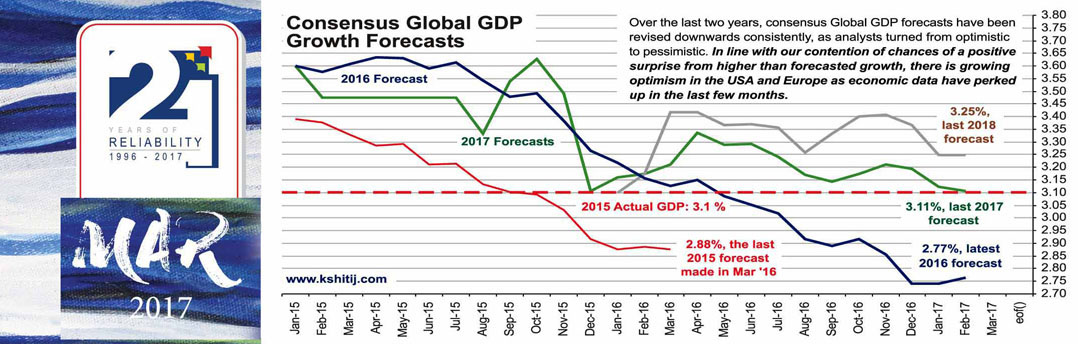 21
YEARS OF
RELIABILITY
1996 - 2017
MAR
2017
Consensus Global GDP
Growth Forecasts
Over the last two years, consensus Global GDP forecasts have been
revised downwards consistently, as analysts turned from optimistic
to pessimistic. In line with our contention of chances of a positive
surprise from higher than forecasted growth, there is growing
optimism in the USA and Europe as economic data have perked
up in the last few months.
2016 Forecast
2017 Forecasts
3.25%,
last 2018
forecast
2015 Actual GDP: 3.1 %
3.11%, last 2017
forecast
2.88%, the last
2015 forecast
made in Mar '16
2.77%, latest
2016 forecast
www.kshitij.com
3.80
3.75
3.70
3.65
3.60
3.55
3.50
3.45
3.40
3.35
3.30
3.25
3.20
3.15
3.10
3.05
3.00
2.95
2.90
2.85
2.80
2.75
2.70
Jan-15
Feb-15
Mar-15
Apr-15
May-15
Jun-15
Jul-15
Aug-15
Sep-15
Oct-15
Nov-15
Dec-15
Jan-16
Feb-16
Mar-16
Apr-16
May-16
Jun-16
Jul-16
Aug-16
Sep-16
Oct-16
Nov-16
Dec-16
Jan-17
Feb-17
Mar-17
eof()